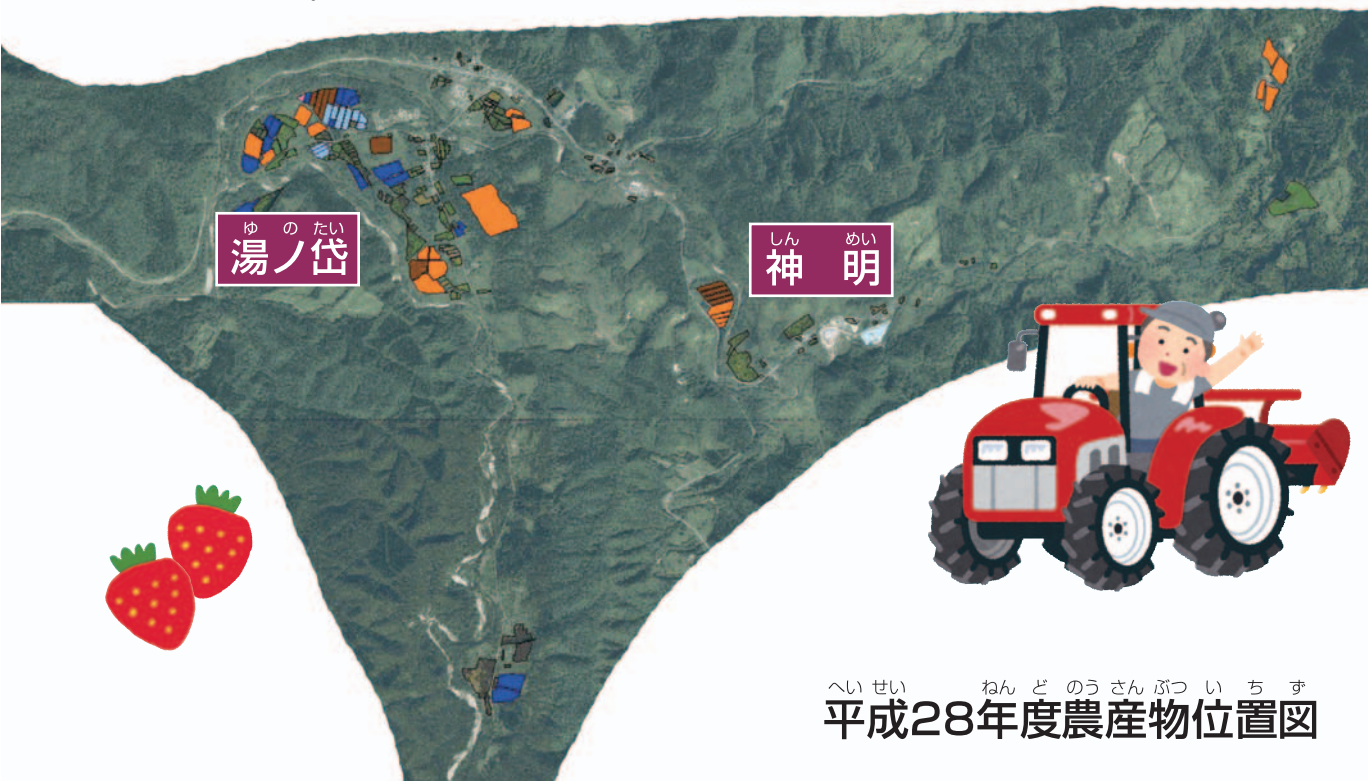 ゆ の たい
湯ノ岱
しん めい
神 明
へい せい ねん ど のう さん ぶつ い ち ず
平成28年度農産物位置図